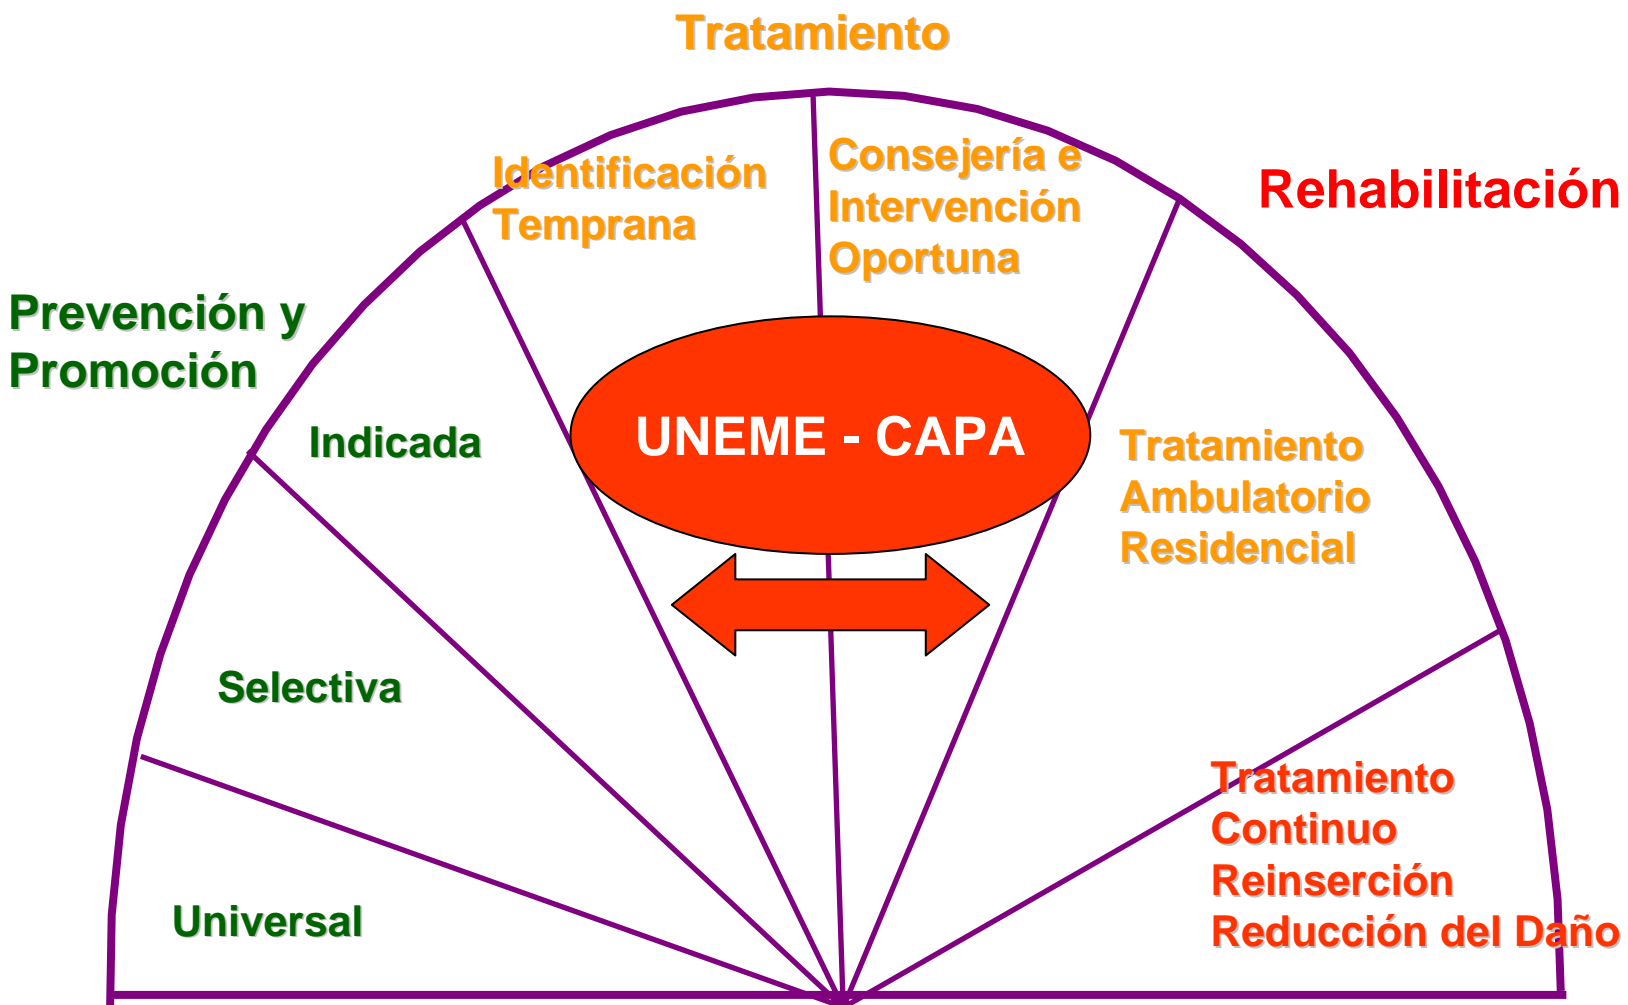 Tratamiento
Identificación
Temprana
Consejería e
Intervención
Oportuna
Rehabilitación
Prevención y
Promoción
Indicada
UNEME - CAPA
Tratamiento
Ambulatorio
Residencial
Selectiva
Tratamiento
Continuo
Reinserción
Reducción del Daño
Universal